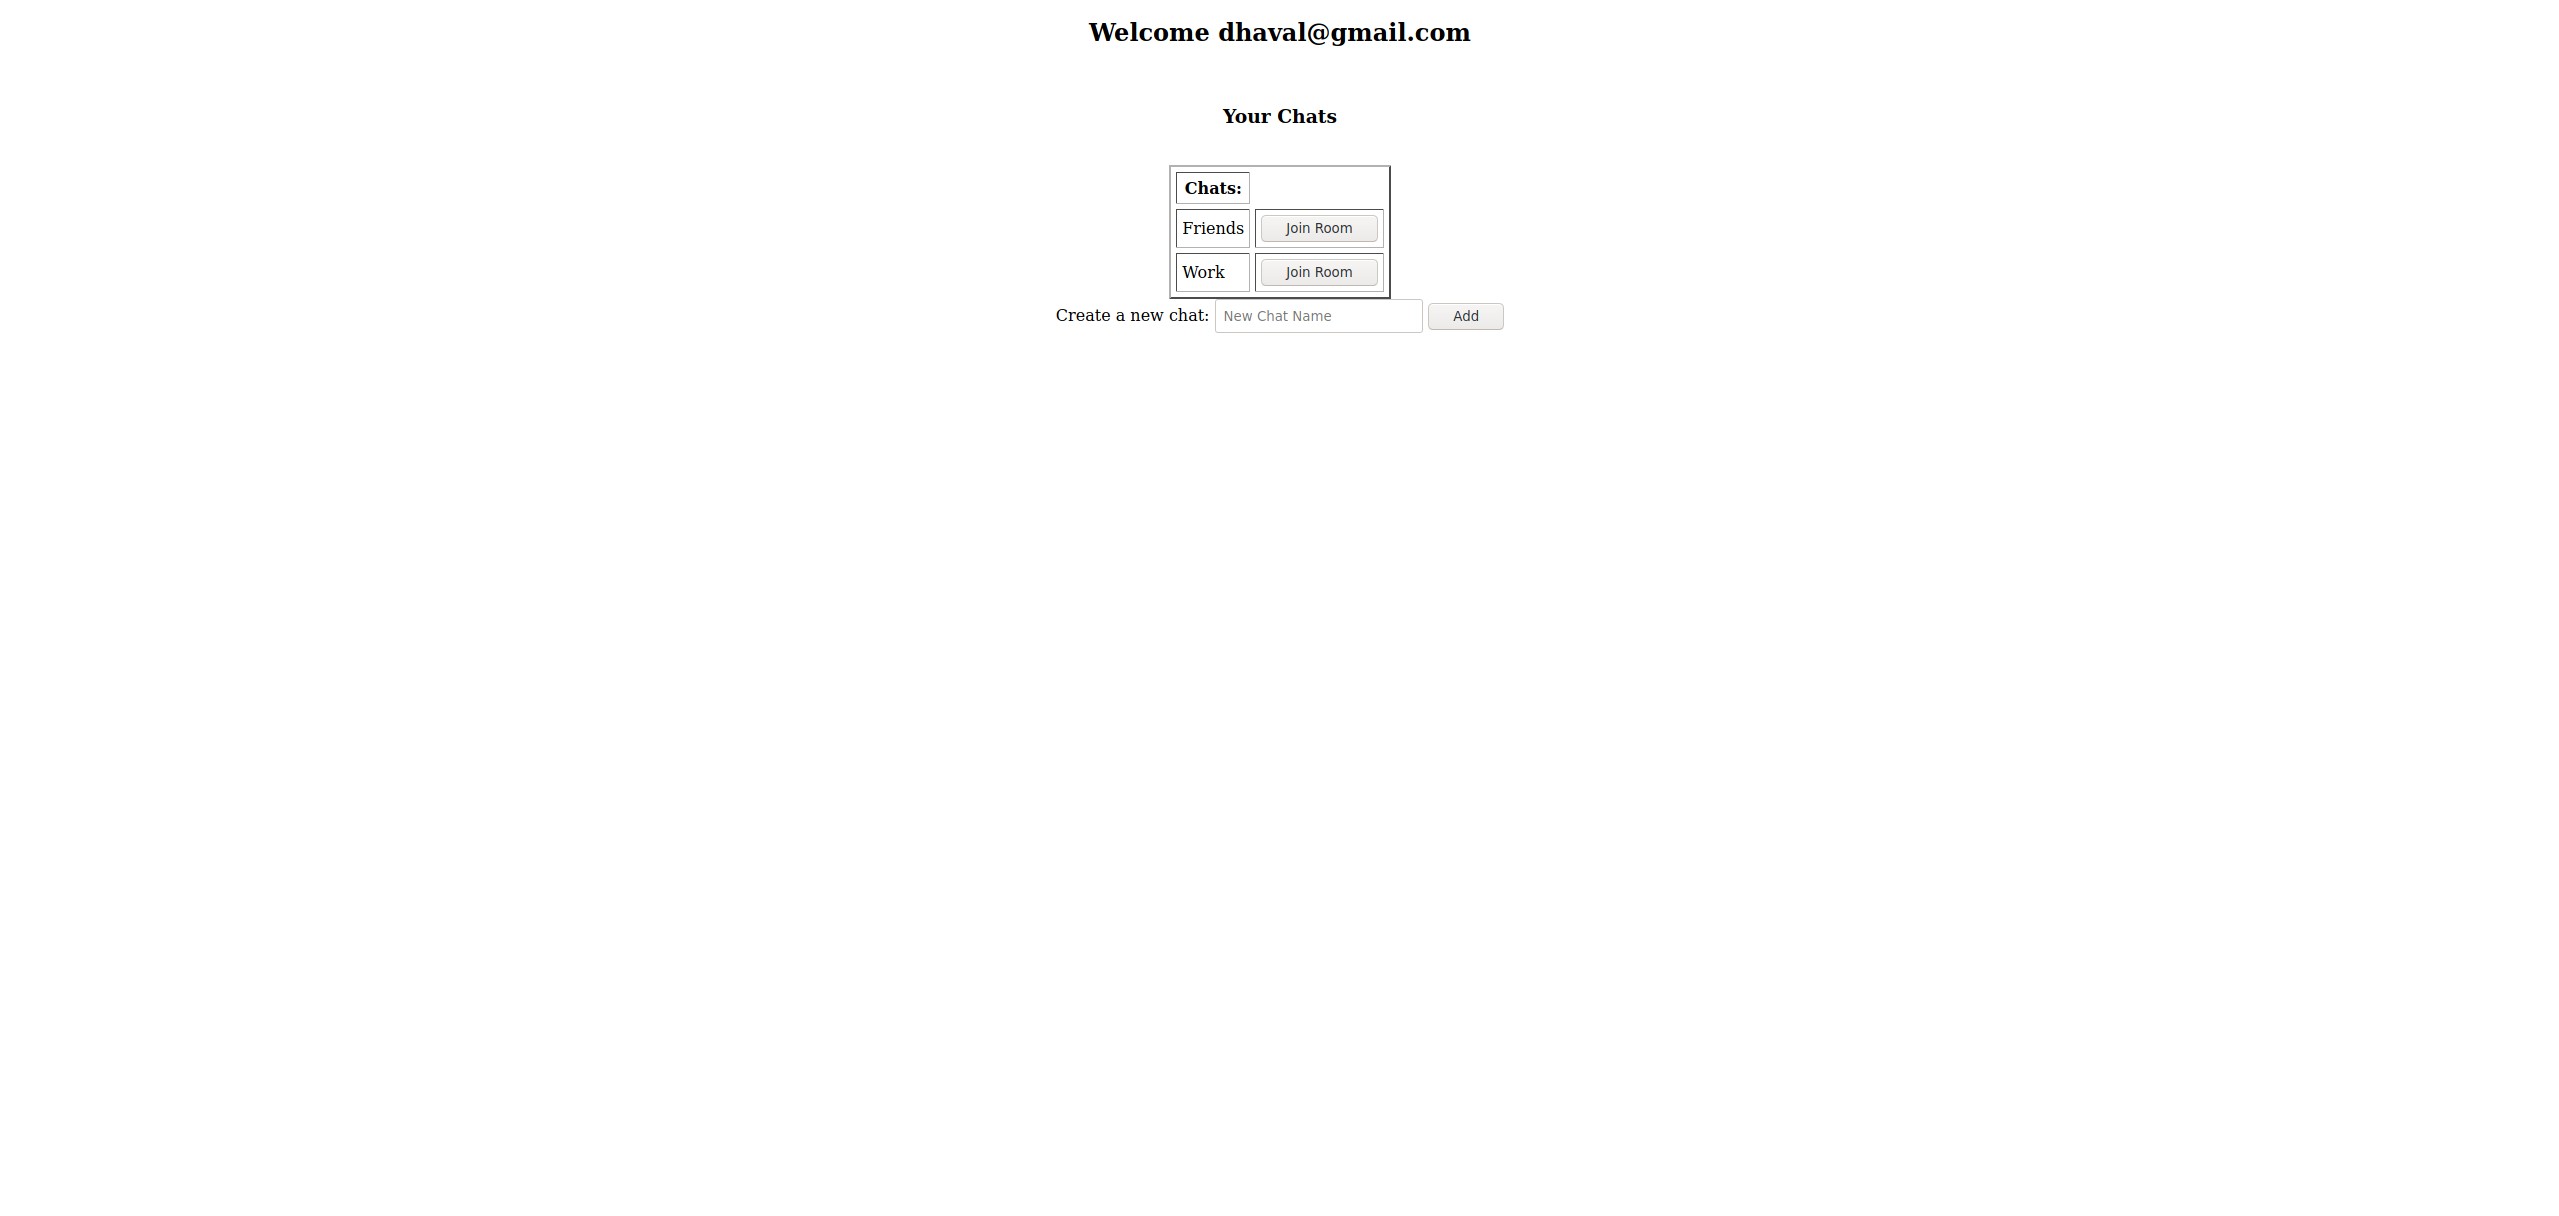 Welcome dhaval@gmail.com
Your Chats
Chats:
Friends Join Room
Work Join Room
Create a new chat: New Chat Name Add